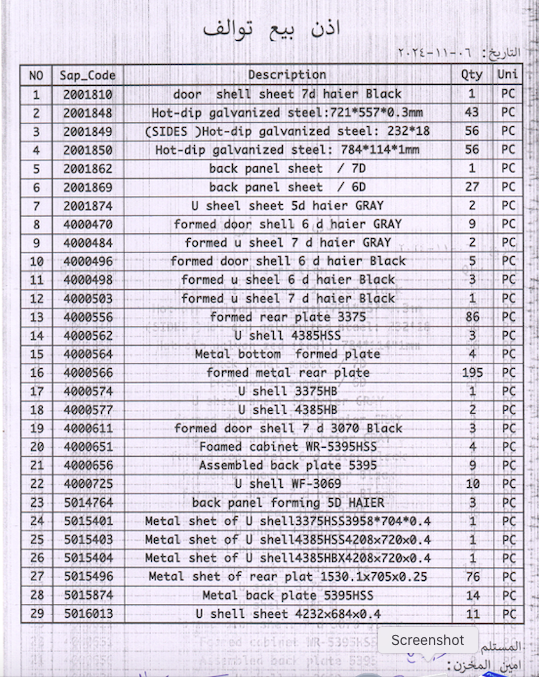 اذن بيع توالف
التاريخ: ٠٦-١١-٢٠٢٤
NO Sap_Code Description Qty Uni
1 2001810 door shell sheet 7d haier Black 1 PC
2 2001848 Hot-dip galvanized steel:721*557*0.3mm 43 PC
3 2001849 (SIDES )Hot-dip galvanized steel: 232*18 56 PC
4 2001850 Hot-dip galvanized steel: 784*114*1mm 56 PC
5 2001862 back panel sheet / 7D 1 PC
6 2001869 back panel sheet / 6D 27 PC
7 2001874 U sheel sheet 5d haier GRAY 2 PC
8 4000470 formed door shell 6 d haier GRAY 9 PC
9 4000484 formed u sheel 7 d haier GRAY 2 PC
10 4000496 formed door shell 6 d haier Black 5 PC
11 4000498 formed u sheel 6 d haier Black 3 PC
12 4000503 formed u sheel 7 d haier Black 1 PC
13 4000556 formed rear plate 3375 86 PC
14 4000562 U shell 4385HSS 3 PC
15 4000564 Metal bottom formed plate 4 PC
16 4000566 formed metal rear plate 195 PC
17 4000574 U shell 3375HB 1 PC
18 4000577 U shell 4385HB 2 PC
19 4000611 formed door shell 7 d 3070 Black 3 PC
20 4000651 Foamed cabinet WR-5395HSS 4 PC
21 4000656 Assembled back plate 5395 9 PC
22 4000725 U shell WF-3069 10 PC
23 5014764 back panel forming 5D HAIER 3 PC
24 5015401 Metal shet of U shell3375HSS3958*704*0.4 1 PC
25 5015403 Metal shet of U shell4385HSS4208x720x0.4 1 PC
26 5015404 Metal shet of U shell4385HBX4208x720x0.4 1 PC
27 5015496 Metal shet of rear plat 1530.1x705x0.25 76 PC
28 5015874 Metal back plate 5395HSS 14 PC
29 5016013 U shell sheet 4232x684x0.4 11 PC
Screenshot
المستلم
امين المخزن: